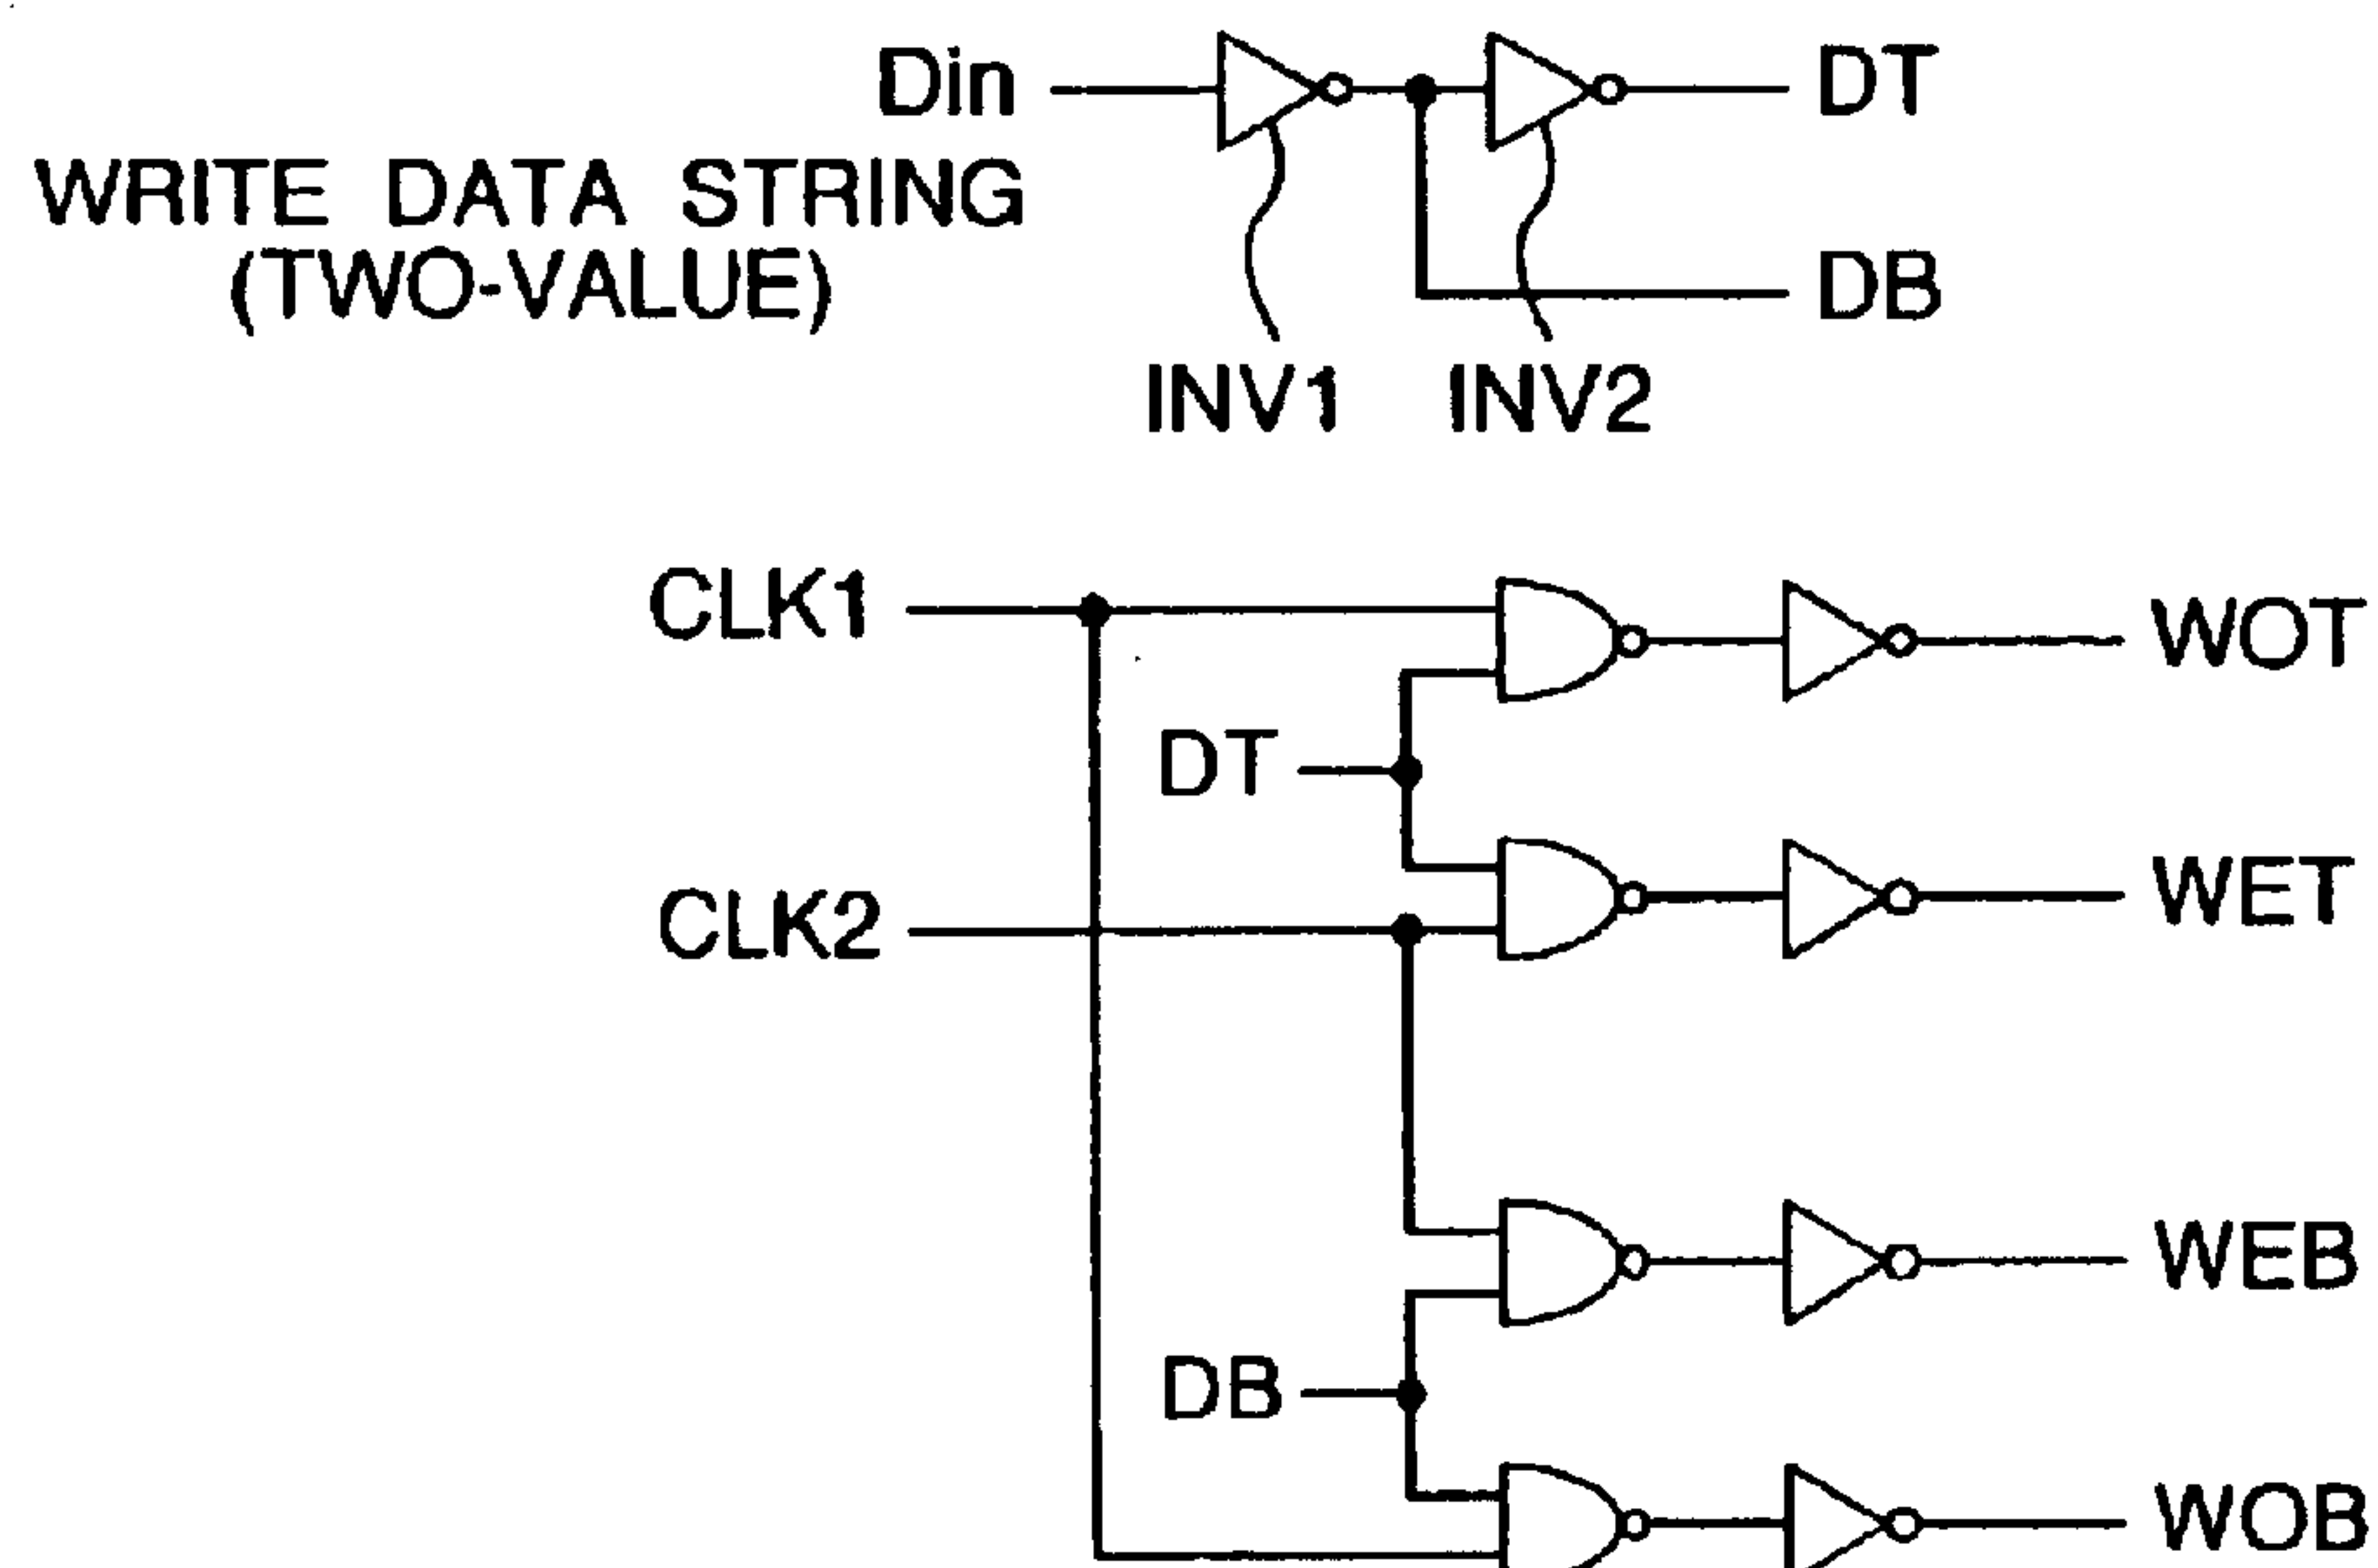 Din
DT
WRITE DATA STRING
(TWO-VALUE)
DB
INV1
INV2
CLK1
WOT
DT
CLK2
WET
WEB
DB
WOB